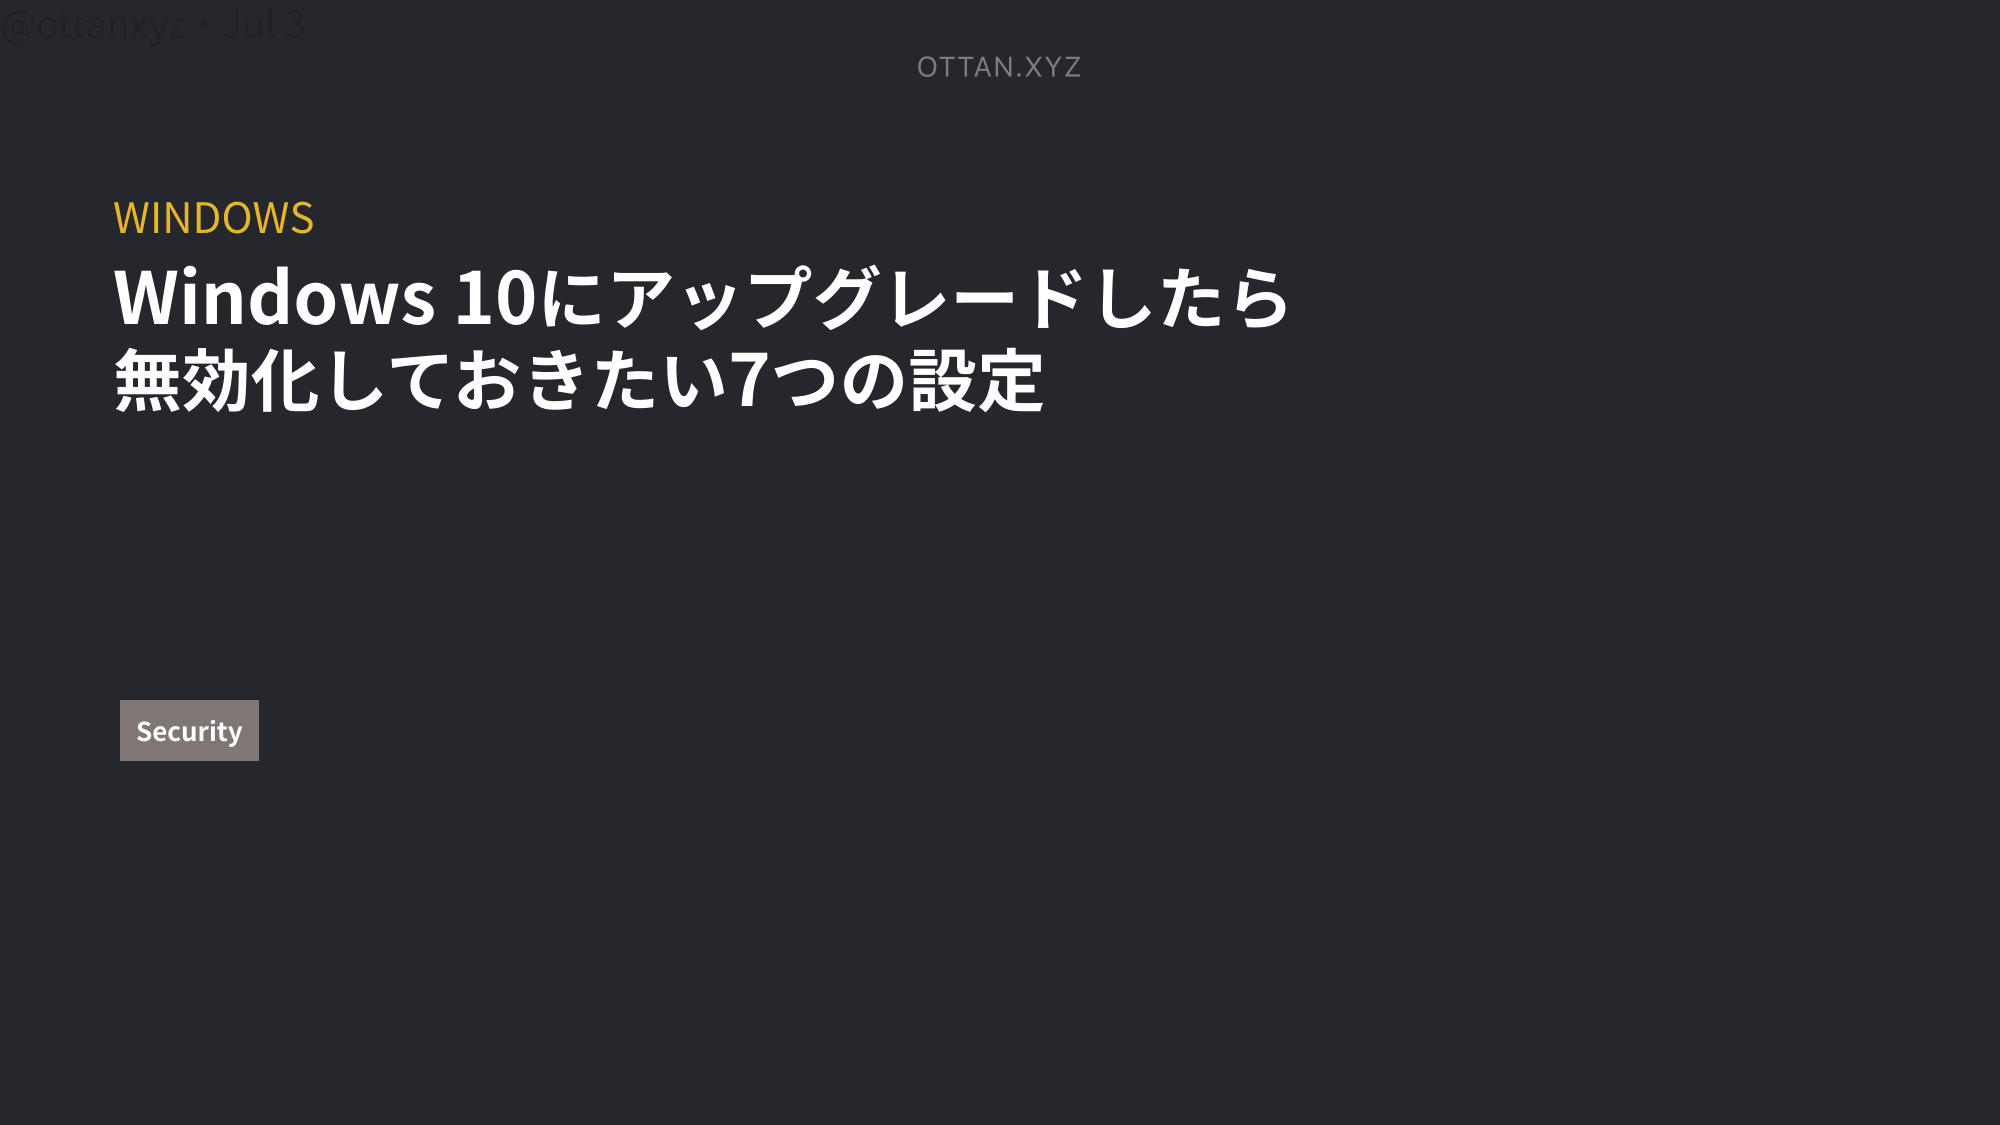 @ottanxyz・Jul 3
OTTAN.XYZ
WINDOWS
Windows 10にアップグレードしたら
無効化しておきたい7つの設定
Security